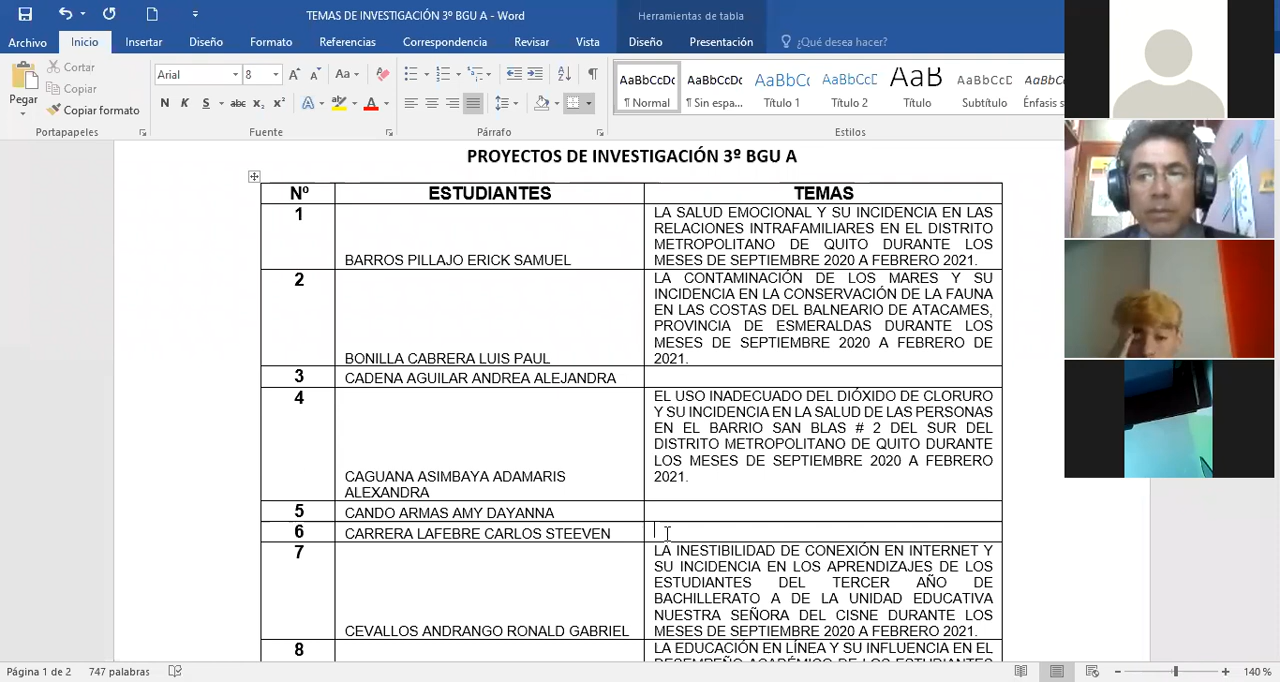 TEMAS DE INVESTIGACIÓN 3º BGU A - Word
Herramientas de tabla
Archivo Inicio Insertar Diseño Formato Referencias Correspondencia Revisar Vista Diseño Presentación ¿Qué desea hacer?
Cortar
Copiar
Pegar
Copiar formato
Portapapeles
Arial 8
Aa
N K S abc x₂ x²
A A
Fuente
Párrafo
AaBbCcDc AaBbCcDc AaBbCc AaBbCcD AaB AaBbCcD AaBbCcD
¶ Normal ¶ Sin espa... Título 1 Título 2 Título Subtítulo Énfasis s
Estilos
PROYECTOS DE INVESTIGACIÓN 3º BGU A
Nº ESTUDIANTES TEMAS
1 BARROS PILLAJO ERICK SAMUEL
LA SALUD EMOCIONAL Y SU INCIDENCIA EN LAS
RELACIONES INTRAFAMILIARES EN EL DISTRITO
METROPOLITANO DE QUITO DURANTE LOS
MESES DE SEPTIEMBRE 2020 A FEBRERO 2021.
2 BONILLA CABRERA LUIS PAUL
LA CONTAMINACIÓN DE LOS MARES Y SU
INCIDENCIA EN LA CONSERVACIÓN DE LA FAUNA
EN LAS COSTAS DEL BALNEARIO DE ATACAMES,
PROVINCIA DE ESMERALDAS DURANTE LOS
MESES DE SEPTIEMBRE 2020 A FEBRERO DE
2021.
3 CADENA AGUILAR ANDREA ALEJANDRA
4 CAGUANA ASIMBAYA ADAMARIS
ALEXANDRA
EL USO INADECUADO DEL DIÓXIDO DE CLORURO
Y SU INCIDENCIA EN LA SALUD DE LAS PERSONAS
EN EL BARRIO SAN BLAS # 2 DEL SUR DEL
DISTRITO METROPOLITANO DE QUITO DURANTE
LOS MESES DE SEPTIEMBRE 2020 A FEBRERO
2021.
5 CANDO ARMAS AMY DAYANNA
6 CARRERA LAFEBRE CARLOS STEEVEN
7 CEVALLOS ANDRANGO RONALD GABRIEL
LA INESTIBILIDAD DE CONEXIÓN EN INTERNET Y
SU INCIDENCIA EN LOS APRENDIZAJES DE LOS
ESTUDIANTES DEL TERCER AÑO DE
BACHILLERATO A DE LA UNIDAD EDUCATIVA
NUESTRA SEÑORA DEL CISNE DURANTE LOS
MESES DE SEPTIEMBRE 2020 A FEBRERO 2021.
8
LA EDUCACIÓN EN LÍNEA Y SU INFLUENCIA EN EL
DESEMPEÑO ACADÉMICO DE LOS ESTUDIANTES
Página 1 de 2 747 palabras
140 %